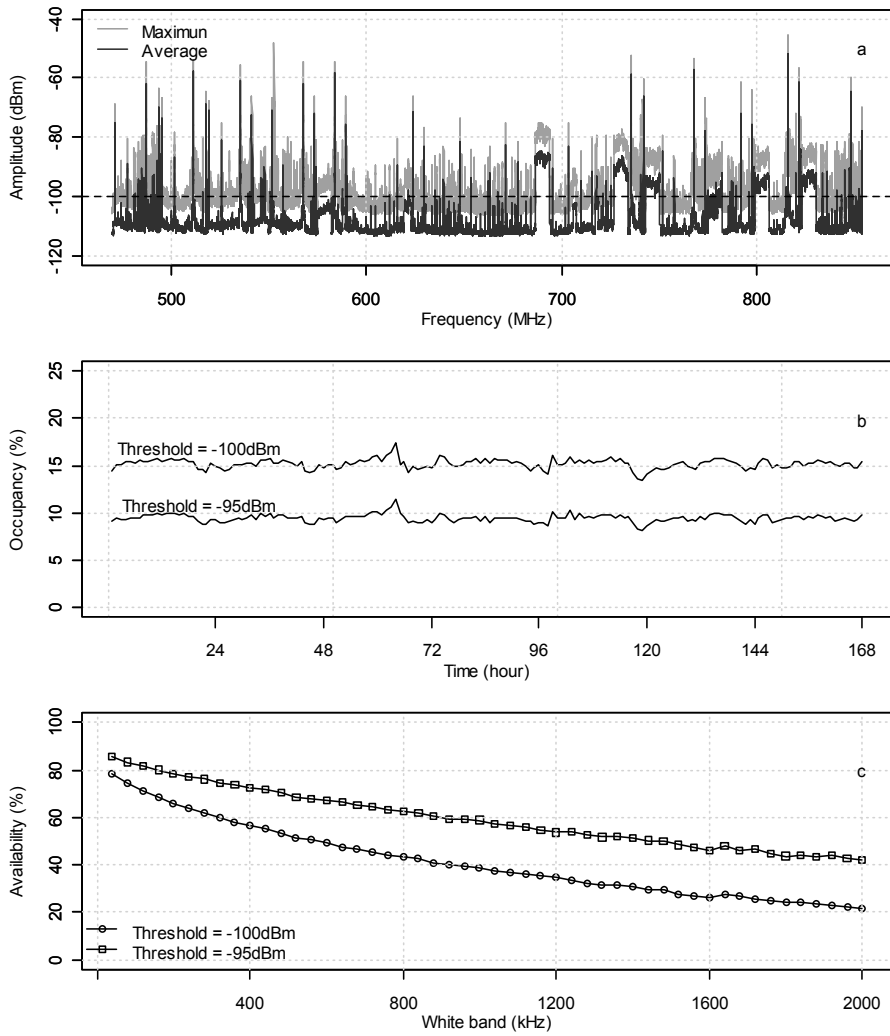 -40
Maximun
a
Average
-60
-80
-100
-120
Amplitude (dBm)
500
600
700
800
Frequency (MHz)
25
b
20
Threshold = -100dBm
15
Threshold = -95dBm
10
5
0
Occupancy (%)
24
48
72
96
120
144
168
Time (hour)
100
c
80
60
40
20
0
Availability (%)
Threshold = -100dBm
Threshold = -95dBm
400
800
1200
1600
2000
White band (kHz)